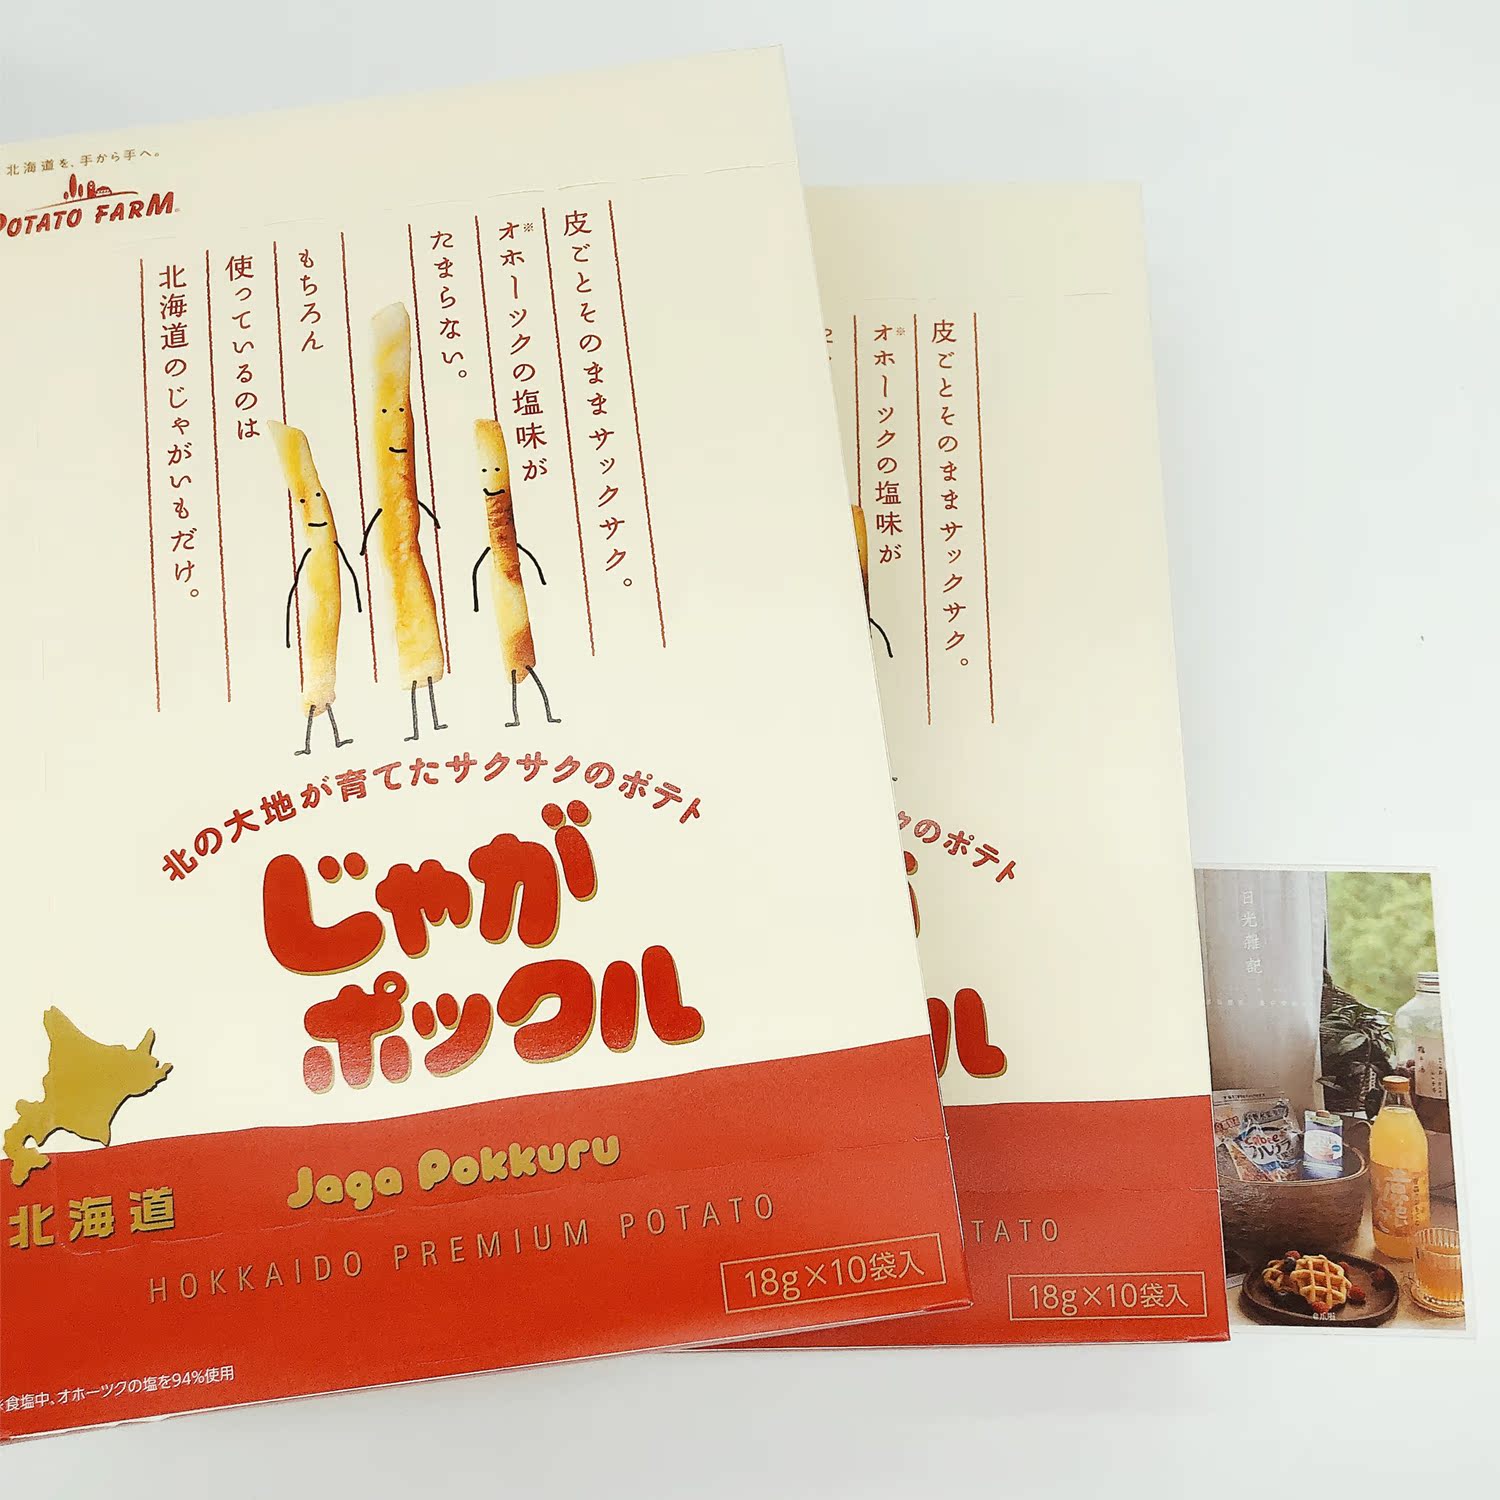 北海道を、手から手へ。
POTATO FARM
皮ごとそのままサックサク。
※オホーツクの塩味が
たまらない。
もちろん
使っているのは
北海道のじゃがいもだけ。
北の大地が育てたサクサクのポテト
じゃが
ポックル
北海道
Jaga Pokkuru
HOKKAIDO PREMIUM POTATO
18g×10袋入
※食塩中、オホーツクの塩を94%使用
皮ごとそのままサックサク。
※オホーツクの塩味が
クのポテト
ル
TATO
18g×10袋入
日光雑記
Calbee